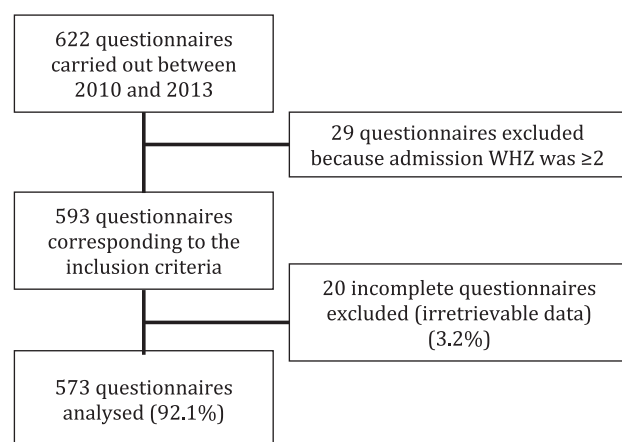 622 questionnaires
carried out between
2010 and 2013
29 questionnaires excluded
because admission WHZ was ≥2
593 questionnaires
corresponding to the
inclusion criteria
20 incomplete questionnaires
excluded (irretrievable data)
(3.2%)
573 questionnaires
analysed (92.1%)